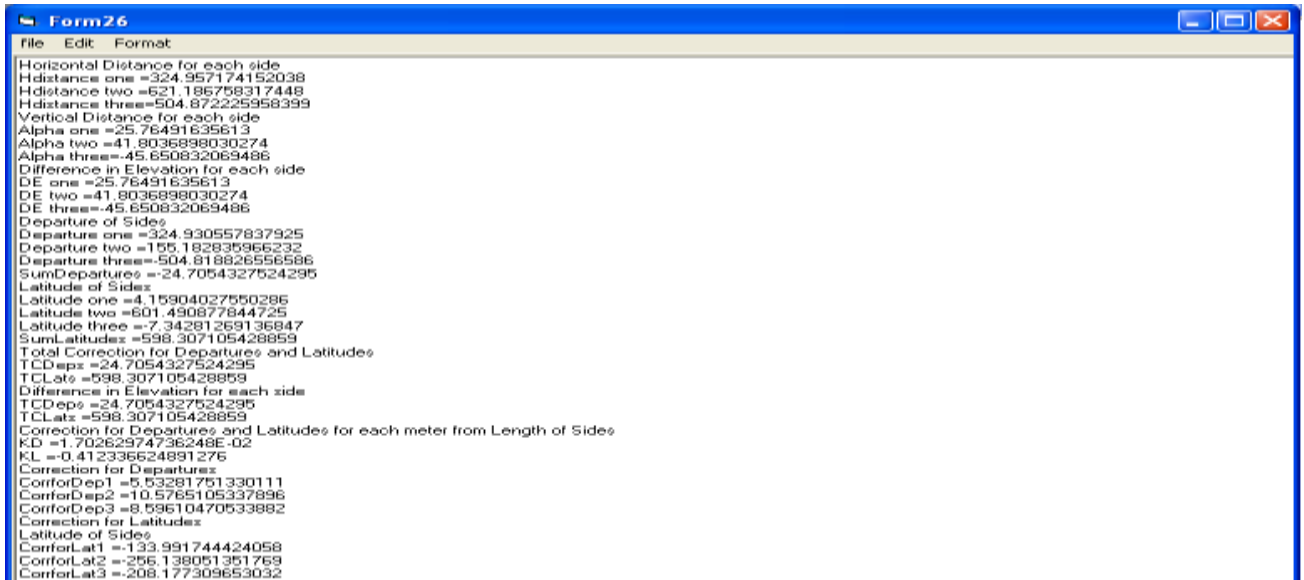 Form26
file Edit Format
Horizontal Distance for each side
Hdistance one =324.957174152038
Hdistance two =621.186758317448
Hdiztance three=504.872225958399
Vertical Distance for each side
Alpha one =25.76491635613
Alpha two =41.8036898030274
Alpha three=-45.650832069486
Difference in Elevation for each side
DE one =25.76491635613
DE two =41.8036898030274
DE three=-45.650832069486
Departure of Sides
Departure one =324.930557837925
Departure two =155.182835966232
Departure three=-504.818826556586
SumDepartures =-24.7054327524295
Latitude of Sides
Latitude one =4.15904027550286
Latitude two =601.490877844725
Latitude three =-7.34281269136847
SumLatitudes =598.307105428859
Total Correction for Departures and Latitudes
TCDeps =24.7054327524295
TCLats =598.307105428859
Difference in Elevation for each side
TCDeps =24.7054327524295
TCLats =598.307105428859
Correction for Departures and Latitudes for each meter from Length of Sides
KD =1.70262974736248E-02
KL =-0.412336624891276
Correction for Departures
CorrforDep1 =5.53281751330111
CorrforDep2 =10.5765105337896
CorrforDep3 =8.59610470533882
Correction for Latitudes
Latitude of Sides
CorrforLat1 =-133.991744424058
CorrforLat2 =-256.138051351769
CorrforLat3 =-208.177309653032